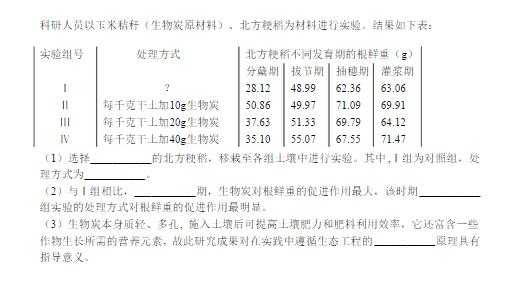 科研人员以玉米秸秆（生物炭原材料）、北方粳稻为材料进行实验。结果如下表：
实验组号 处理方式 北方粳稻不同发育期的根鲜重（g）
分蘖期 拔节期 抽穗期 灌浆期
Ⅰ ？ 28.12 48.99 62.36 63.06
Ⅱ 每千克干土加10g生物炭 50.86 49.97 71.09 69.91
Ⅲ 每千克干土加20g生物炭 37.63 51.33 69.79 64.12
Ⅳ 每千克干土加40g生物炭 35.10 55.07 67.55 71.47
（1）选择__________的北方粳稻，移栽至各组土壤中进行实验。其中,Ⅰ组为对照组，处
理方式为__________。
（2）与Ⅰ组相比，__________期，生物炭对根鲜重的促进作用最大，该时期__________
组实验的处理方式对根鲜重的促进作用最明显。
（3）生物炭本身质轻、多孔,施入土壤后可提高土壤肥力和肥料利用效率，它还富含一些
作物生长所需的营养元素，故此研究成果对在实践中遵循生态工程的__________原理具有
指导意义。